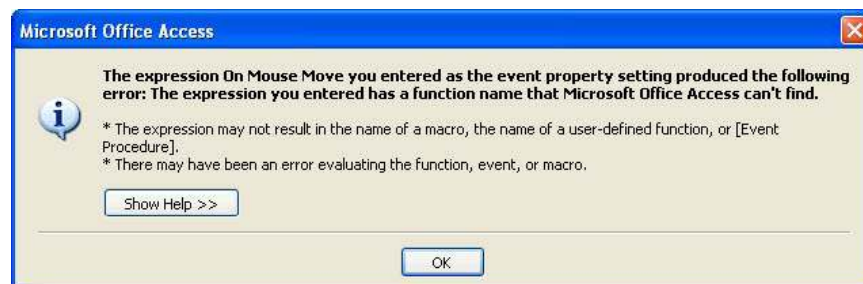 Microsoft Office Access
The expression On Mouse Move you entered as the event property setting produced the following
error: The expression you entered has a function name that Microsoft Office Access can't find.
* The expression may not result in the name of a macro, the name of a user-defined function, or [Event
Procedure].
* There may have been an error evaluating the function, event, or macro.
Show Help >>
OK